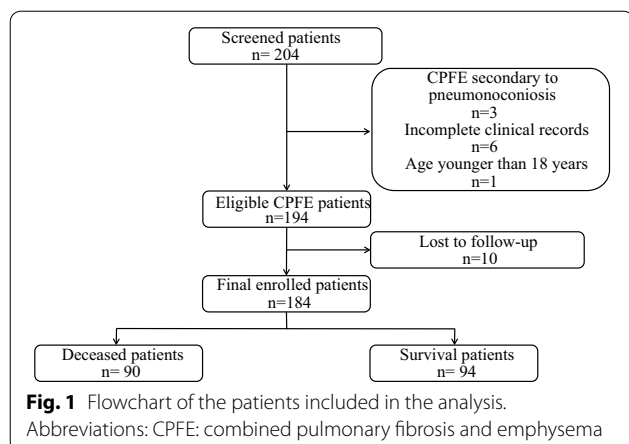 Screened patients
n= 204
CPFE secondary to
pneumonoconiosis
n=3
Incomplete clinical records
n=6
Age younger than 18 years
n=1
Eligible CPFE patients
n=194
Lost to follow-up
n=10
Final enrolled patients
n=184
Deceased patients
n= 90
Survival patients
n= 94
Fig. 1 Flowchart of the patients included in the analysis.
Abbreviations: CPFE: combined pulmonary fibrosis and emphysema